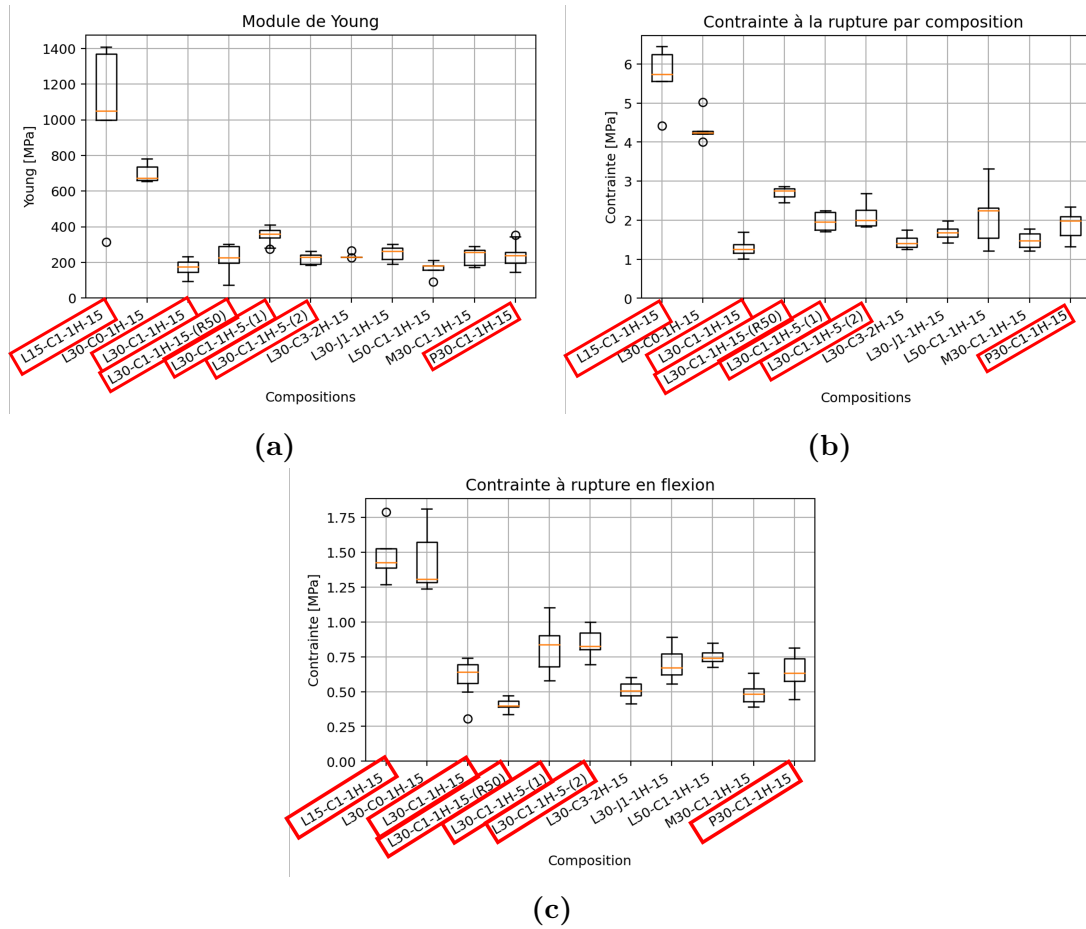 Module de Young
Young [MPa]
1400
1200
1000
800
600
400
200
0
L15-C1-1H-15
L30-C0-1H-15
L30-C1-1H-15
L30-C1-1H-15-(R50)
L30-C1-1H-5-(1)
L30-C1-1H-5-(2)
L30-C3-2H-15
L30-J1-1H-15
L50-C1-1H-15
M30-C1-1H-15
P30-C1-1H-15
Compositions
(a)
Contrainte à la rupture par composition
Contrainte [MPa]
6
5
4
3
2
1
0
L15-C1-1H-15
L30-C0-1H-15
L30-C1-1H-15
L30-C1-1H-15-(R50)
L30-C1-1H-5-(1)
L30-C1-1H-5-(2)
L30-C3-2H-15
L30-J1-1H-15
L50-C1-1H-15
M30-C1-1H-15
P30-C1-1H-15
Compositions
(b)
Contrainte à rupture en flexion
Contrainte [MPa]
1.75
1.50
1.25
1.00
0.75
0.50
0.25
0.00
L15-C1-1H-15
L30-C0-1H-15
L30-C1-1H-15
L30-C1-1H-15-(R50)
L30-C1-1H-5-(1)
L30-C1-1H-5-(2)
L30-C3-2H-15
L30-J1-1H-15
L50-C1-1H-15
M30-C1-1H-15
P30-C1-1H-15
Composition
(c)